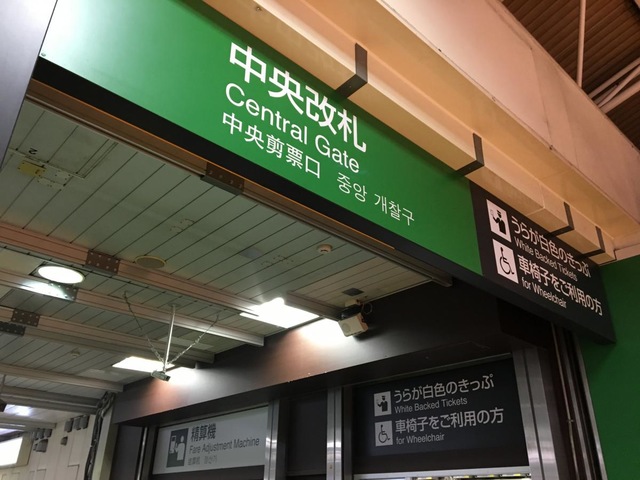 中央改札
Central Gate
中央剪票口 중앙 개찰구
うらが白色のきっぷ
White Backed Tickets
車椅子をご利用の方
for Wheelchair
うらが白色のきっぷ
White Backed Tickets
車椅子をご利用の方
for Wheelchair
精算機
Fare Adjustment Machine